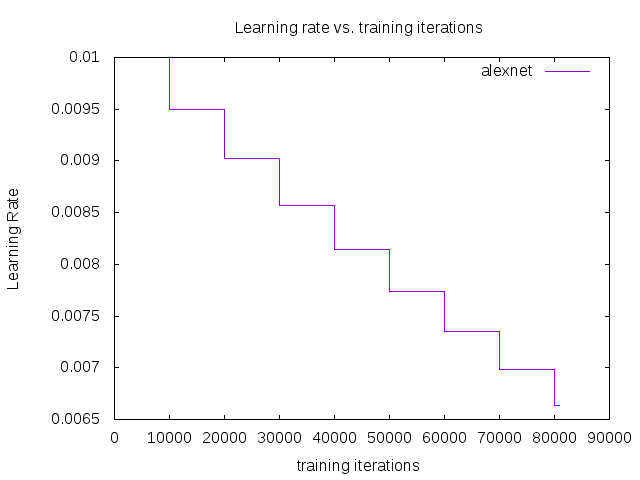 Learning rate vs. training iterations
alexnet
0.01
0.0095
0.009
0.0085
0.008
0.0075
0.007
0.0065
Learning Rate
0 10000 20000 30000 40000 50000 60000 70000 80000 90000
training iterations